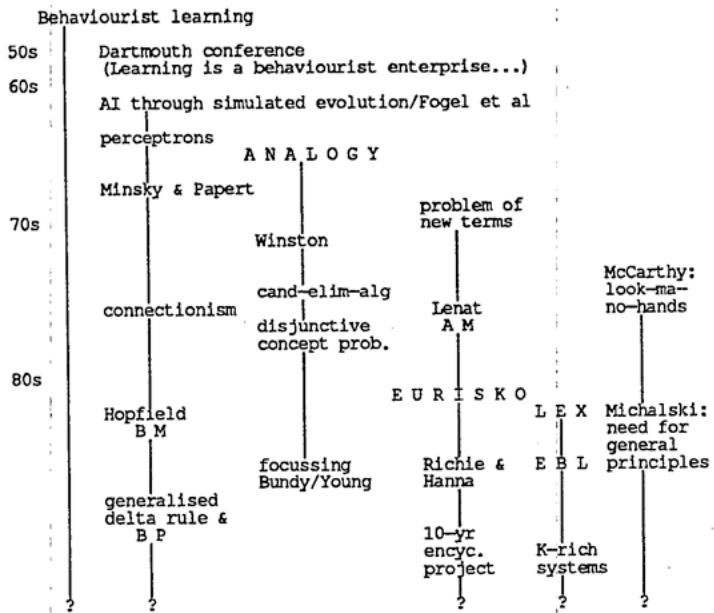 Behaviourist learning
50s
Dartmouth conference
(Learning is a behaviourist enterprise...)
60s
AI through simulated evolution/Fogel et al
perceptrons
A N A L O G Y
Minsky & Papert
problem of
new terms
70s
Winston
McCarthy:
look-ma-
no-hands
cand-elim-alg
connectionism
Lenat
A M
disjunctive
concept prob.
80s
E U R I S K O
L E X
Michalski:
need for
general
principles
Hopfield
B M
focussing
Bundy/Young
Richie &
Hanna
E B L
generalised
delta rule &
B P
10-yr
encyc.
project
K-rich
systems
?
?
?
?
?